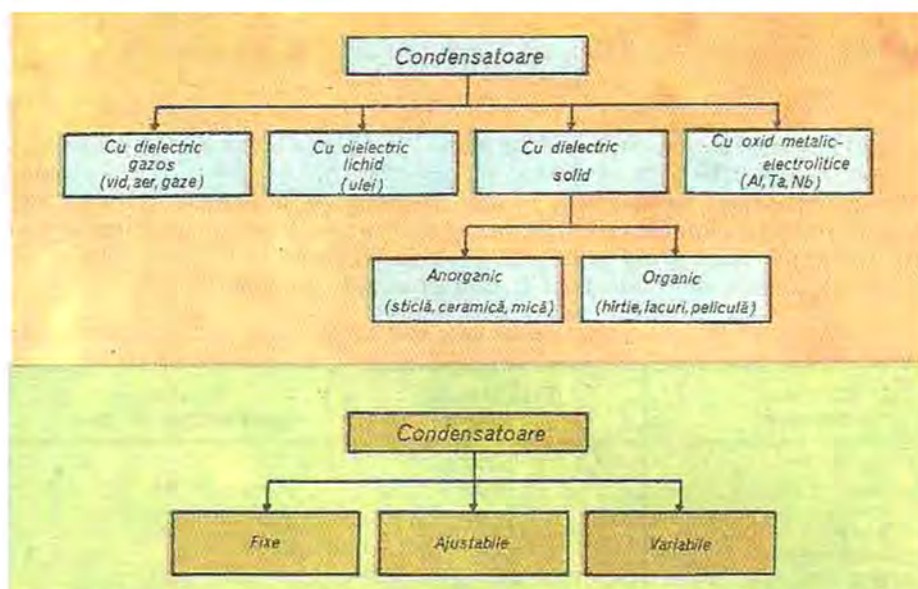 Condensatoare
Cu dielectric
gazos
(vid, aer, gaze)
Cu dielectric
lichid
(ulei)
Cu dielectric
solid
Cu oxid metalic-
electrolitice
(Al, Ta, Nb)
Anorganic
(sticlă, ceramică, mică)
Organic
(hîrtie, lacuri, peliculă)
Condensatoare
Fixe
Ajustabile
Variabile